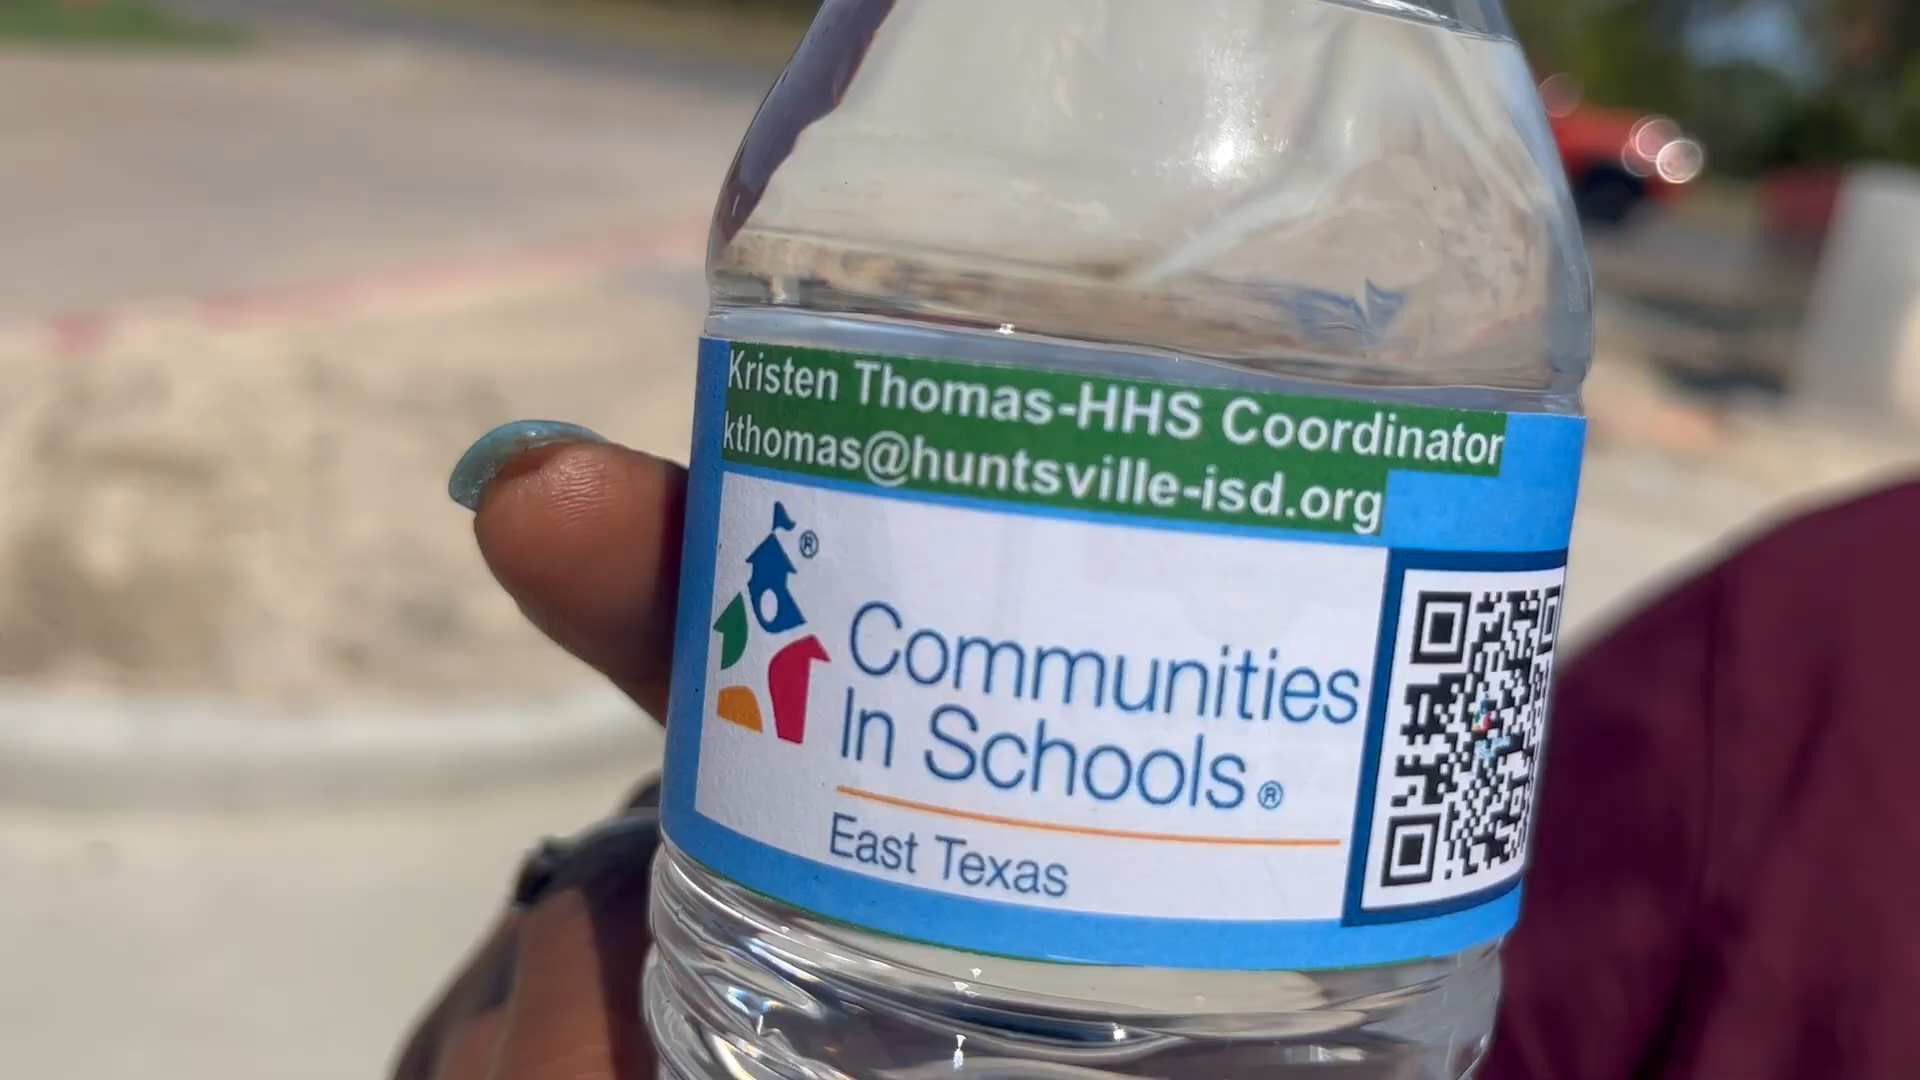 Kristen Thomas-HHS Coordinator
kthomas@huntsville-isd.org
®
Communities
In Schools®
East Texas